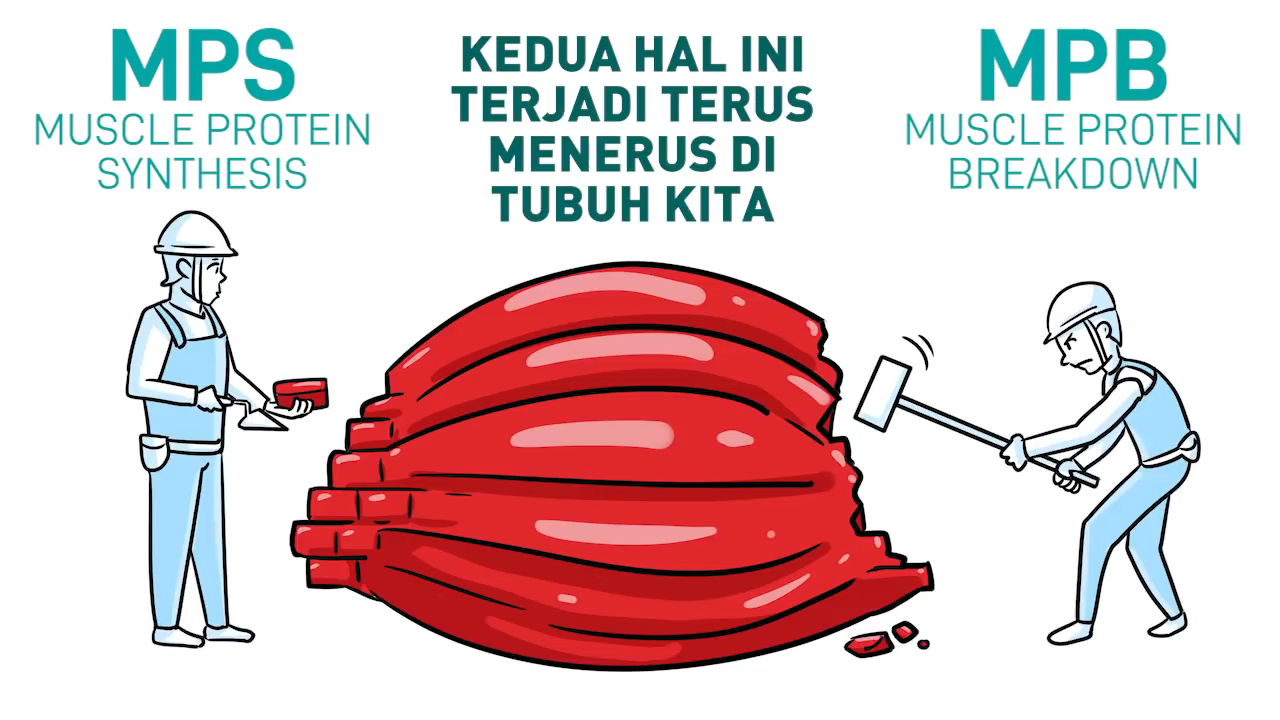 MPS
MUSCLE PROTEIN
SYNTHESIS
KEDUA HAL INI
TERJADI TERUS
MENERUS DI
TUBUH KITA
MPB
MUSCLE PROTEIN
BREAKDOWN